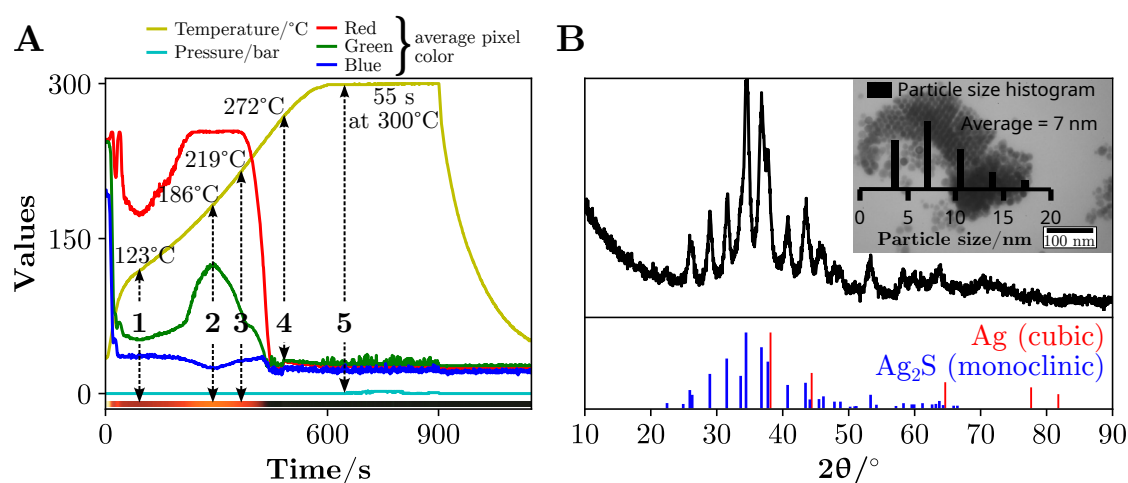 A
Temperature/°C
Pressure/bar
Red
Green
Blue
average pixel
color
300
150
0
Values
272°C
219°C
186°C
123°C
55 s
at 300°C
1
2
3
4
5
0
600
900
Time/s
B
Particle size histogram
Average = 7 nm
0
5
10
15
20
Particle size/nm
100 nm
Ag (cubic)
Ag₂S (monoclinic)
10
20
30
40
50
60
70
80
90
2θ/°